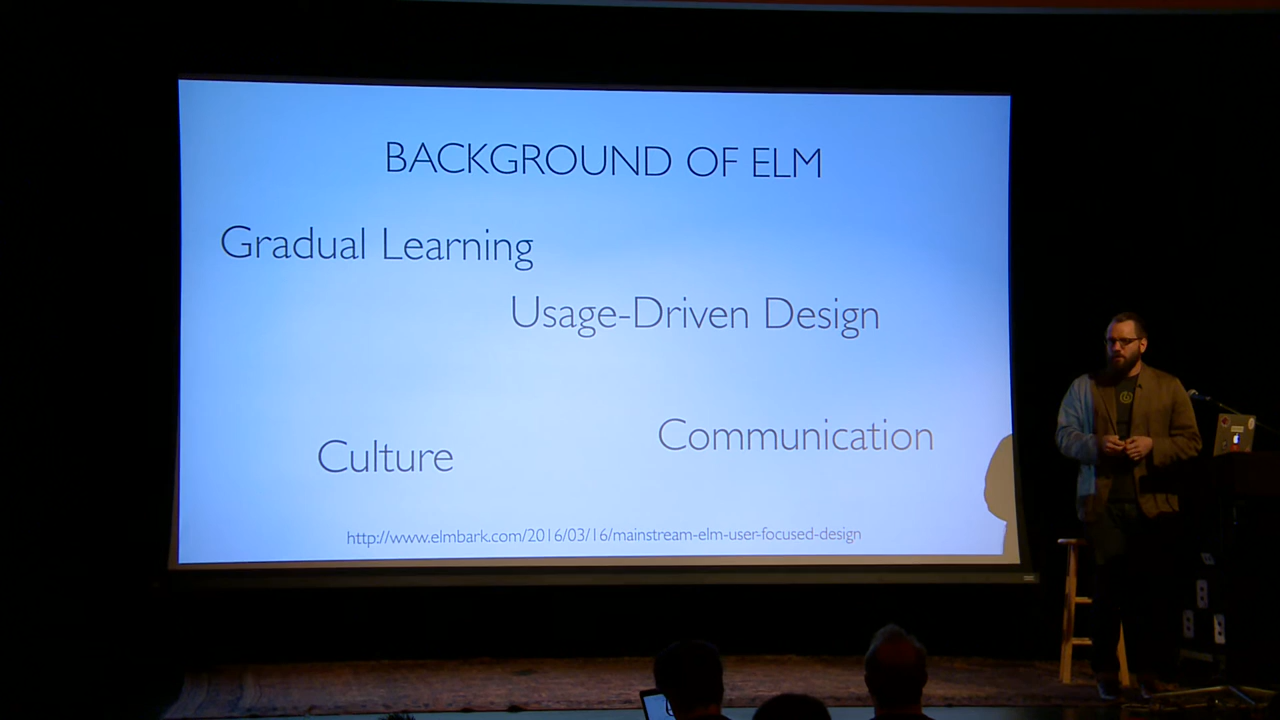 BACKGROUND OF ELM
Gradual Learning
Usage-Driven Design
Communication
Culture
http://www.elmbark.com/2016/03/16/mainstream-elm-user-focused-design